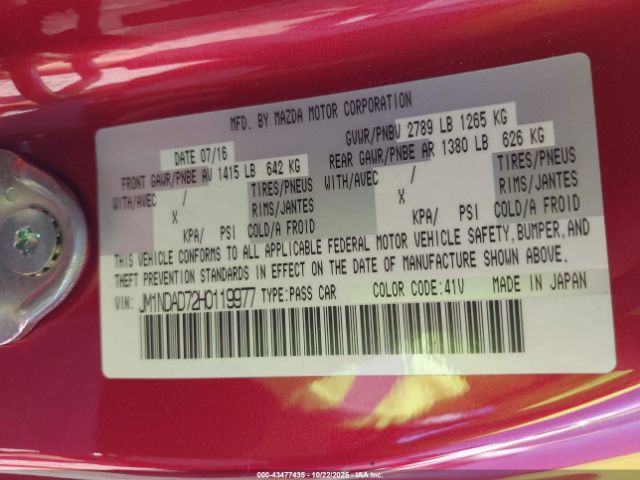 MFD. BY MAZDA MOTOR CORPORATION
DATE 07/16 GVWR/PNBV 2789 LB 1265 KG
FRONT GAWR/PNBE AV 1415 LB 642 KG REAR GAWR/PNBE AR 1380 LB 626 KG
WITH/AVEC / TIRES/PNEUS WITH/AVEC / TIRES/PNEUS
X RIMS/JANTES X RIMS/JANTES
KPA/ PSI COLD/A FROID KPA/ PSI COLD/A FROID
THIS VEHICLE CONFORMS TO ALL APPLICABLE FEDERAL MOTOR VEHICLE SAFETY, BUMPER, AND
THEFT PREVENTION STANDARDS IN EFFECT ON THE DATE OF MANUFACTURE SHOWN ABOVE.
VIN: JM1NDAD72H0119977 TYPE:PASS CAR COLOR CODE:41V MADE IN JAPAN
000-43477435 - 10/22/2025 - IAAI.COM